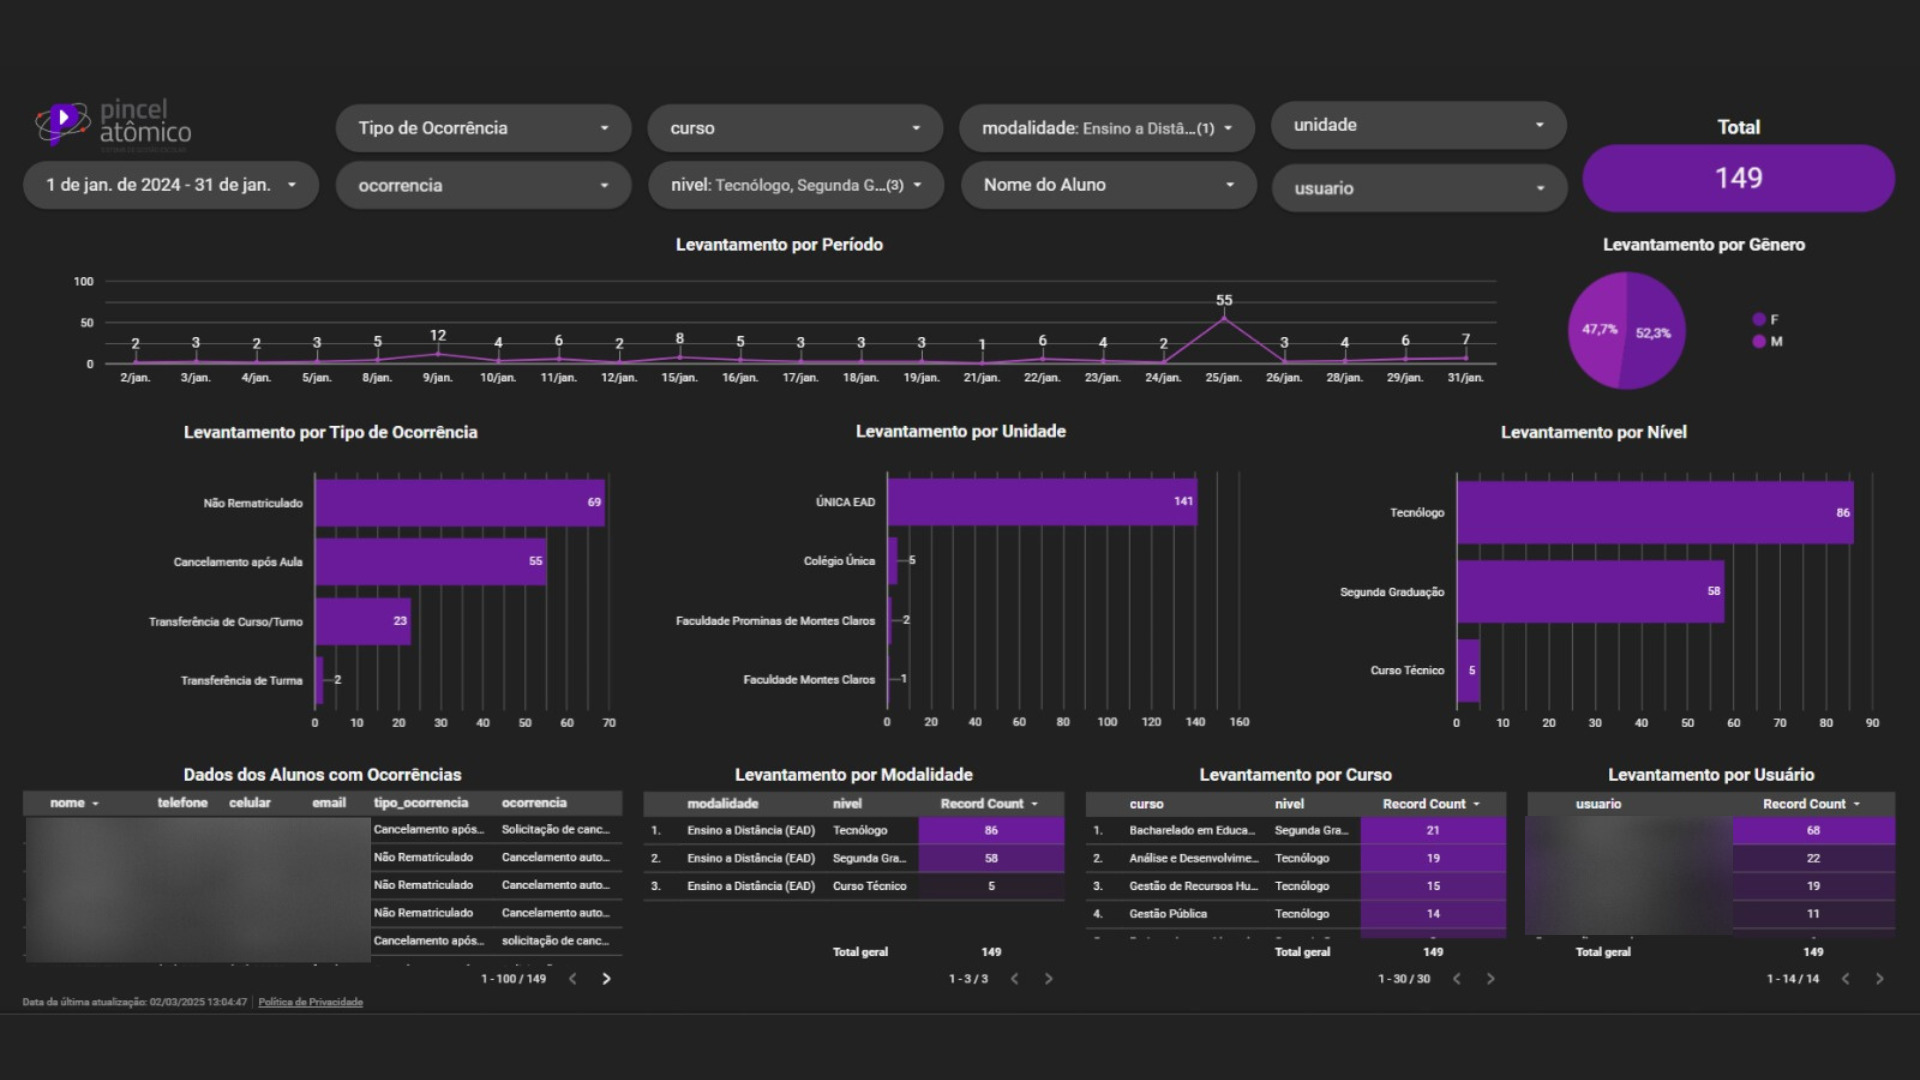 pincel
atômico
Tipo de Ocorrência
curso
modalidade: Ensino a Distâ...(1)
unidade
Total
1 de jan. de 2024 - 31 de jan.
ocorrencia
nivel: Tecnólogo, Segunda G...(3)
Nome do Aluno
usuario
149
Levantamento por Período
100
50
0
2 3 2 3 5 12 4 6 2 8 5 3 3 3 1 6 4 2 55 3 4 6 7
2/jan. 3/jan. 4/jan. 5/jan. 8/jan. 9/jan. 10/jan. 11/jan. 12/jan. 15/jan. 16/jan. 17/jan. 18/jan. 19/jan. 21/jan. 22/jan. 23/jan. 24/jan. 25/jan. 26/jan. 28/jan. 29/jan. 31/jan.
Levantamento por Gênero
47,7% 52,3%
F
M
Levantamento por Tipo de Ocorrência
Não Rematriculado 69
Cancelamento após Aula 55
Transferência de Curso/Turno 23
Transferência de Turma 2
0 10 20 30 40 50 60 70
Levantamento por Unidade
ÚNICA EAD 141
Colégio Única 5
Faculdade Prominas de Montes Claros 2
Faculdade Montes Claros 1
0 20 40 60 80 100 120 140 160
Levantamento por Nível
Tecnólogo 86
Segunda Graduação 58
Curso Técnico 5
0 10 20 30 40 50 60 70 80 90
Dados dos Alunos com Ocorrências
nome telefone celular email tipo_ocorrencia ocorrencia
Cancelamento após... Solicitação de canc...
Não Rematriculado Cancelamento auto...
Não Rematriculado Cancelamento auto...
Não Rematriculado Cancelamento auto...
Cancelamento após... solicitação de canc...
1 - 100 / 149
Levantamento por Modalidade
modalidade nivel Record Count
1. Ensino a Distância (EAD) Tecnólogo 86
2. Ensino a Distância (EAD) Segunda Gra... 58
3. Ensino a Distância (EAD) Curso Técnico 5
Total geral 149
1 - 3 / 3
Levantamento por Curso
curso nivel Record Count
1. Bacharelado em Educa... Segunda Gra... 21
2. Análise e Desenvolvime... Tecnólogo 19
3. Gestão de Recursos Hu... Tecnólogo 15
4. Gestão Pública Tecnólogo 14
Total geral 149
1 - 30 / 30
Levantamento por Usuário
usuario Record Count
68
22
19
11
Total geral 149
1 - 14 / 14
Data da última atualização: 02/03/2025 13:04:47 Política de Privacidade